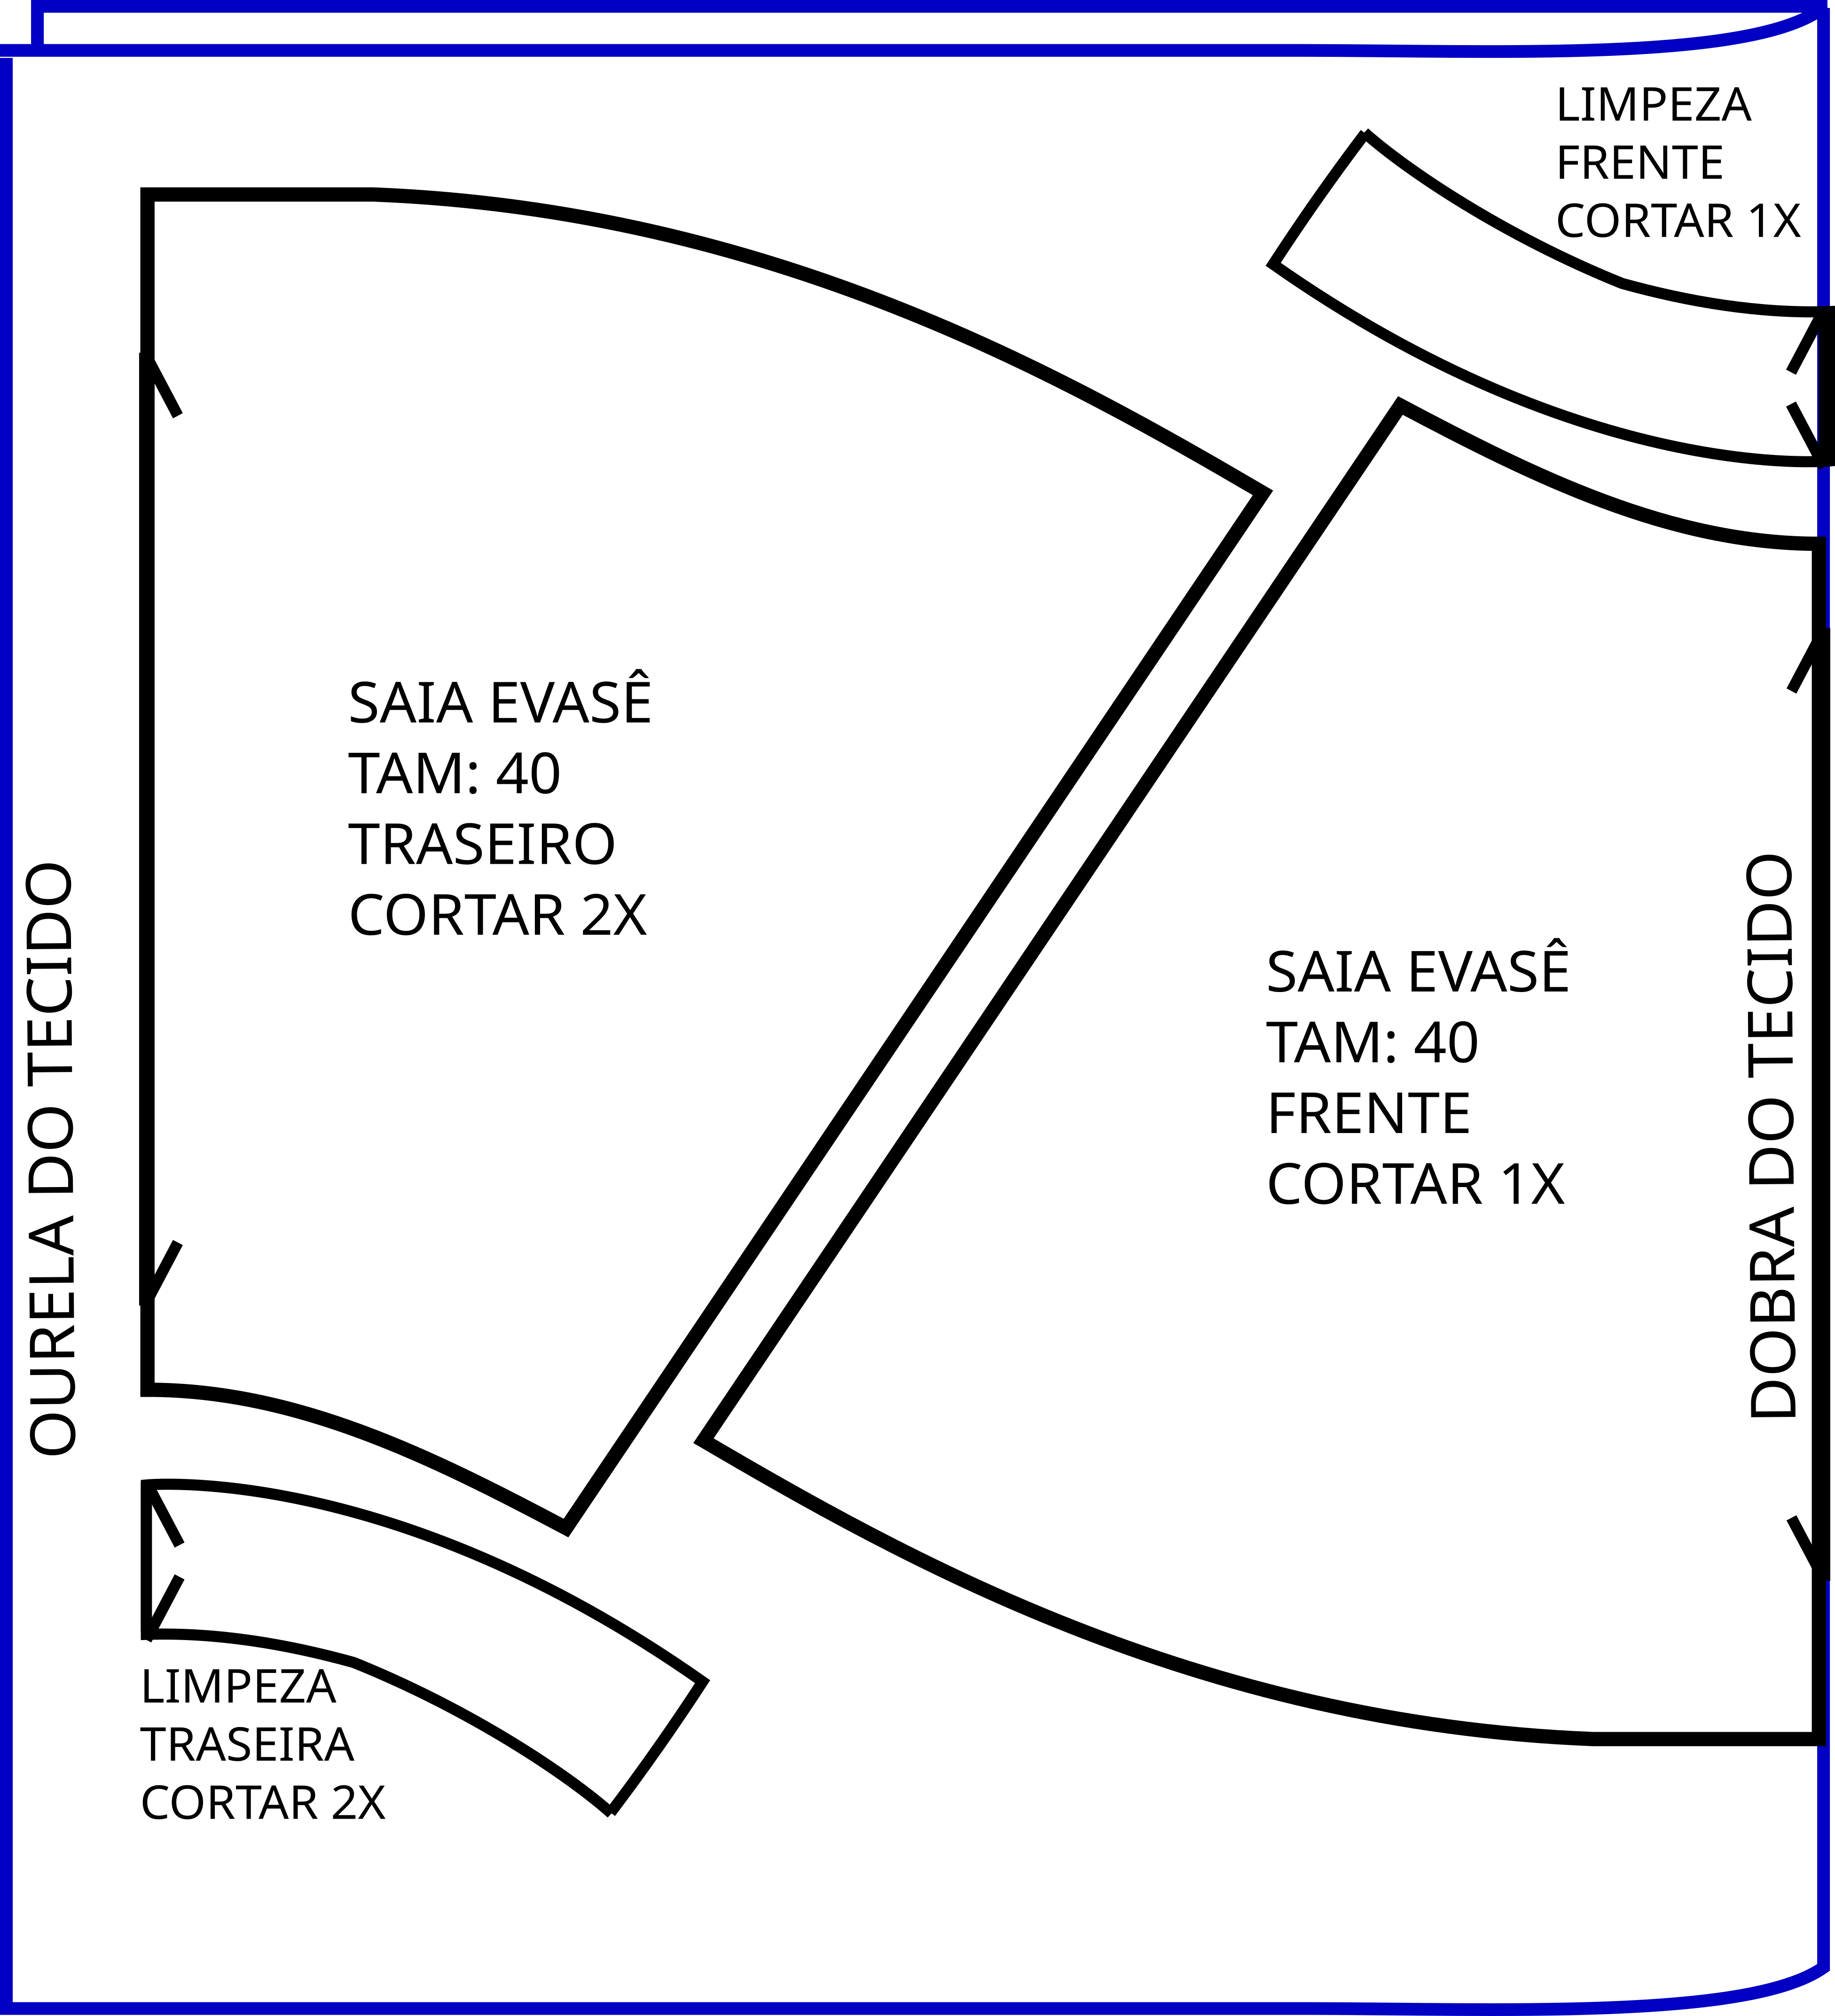 LIMPEZA
FRENTE
CORTAR 1X
SAIA EVASÊ
TAM: 40
TRASEIRO
CORTAR 2X
OURELA DO TECIDO
SAIA EVASÊ
TAM: 40
FRENTE
CORTAR 1X
DOBRA DO TECIDO
LIMPEZA
TRASEIRA
CORTAR 2X